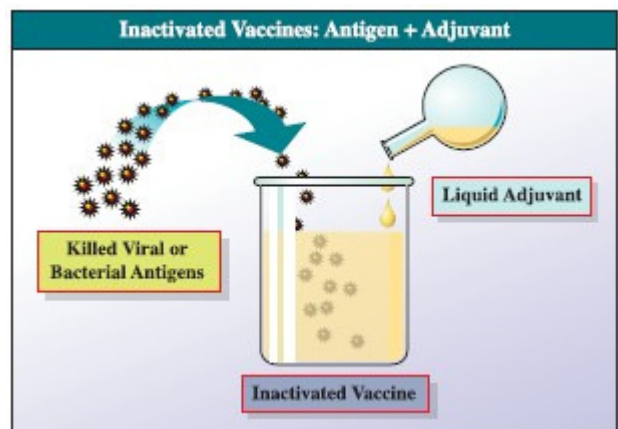 Inactivated Vaccines: Antigen + Adjuvant
Liquid Adjuvant
Killed Viral or
Bacterial Antigens
Inactivated Vaccine